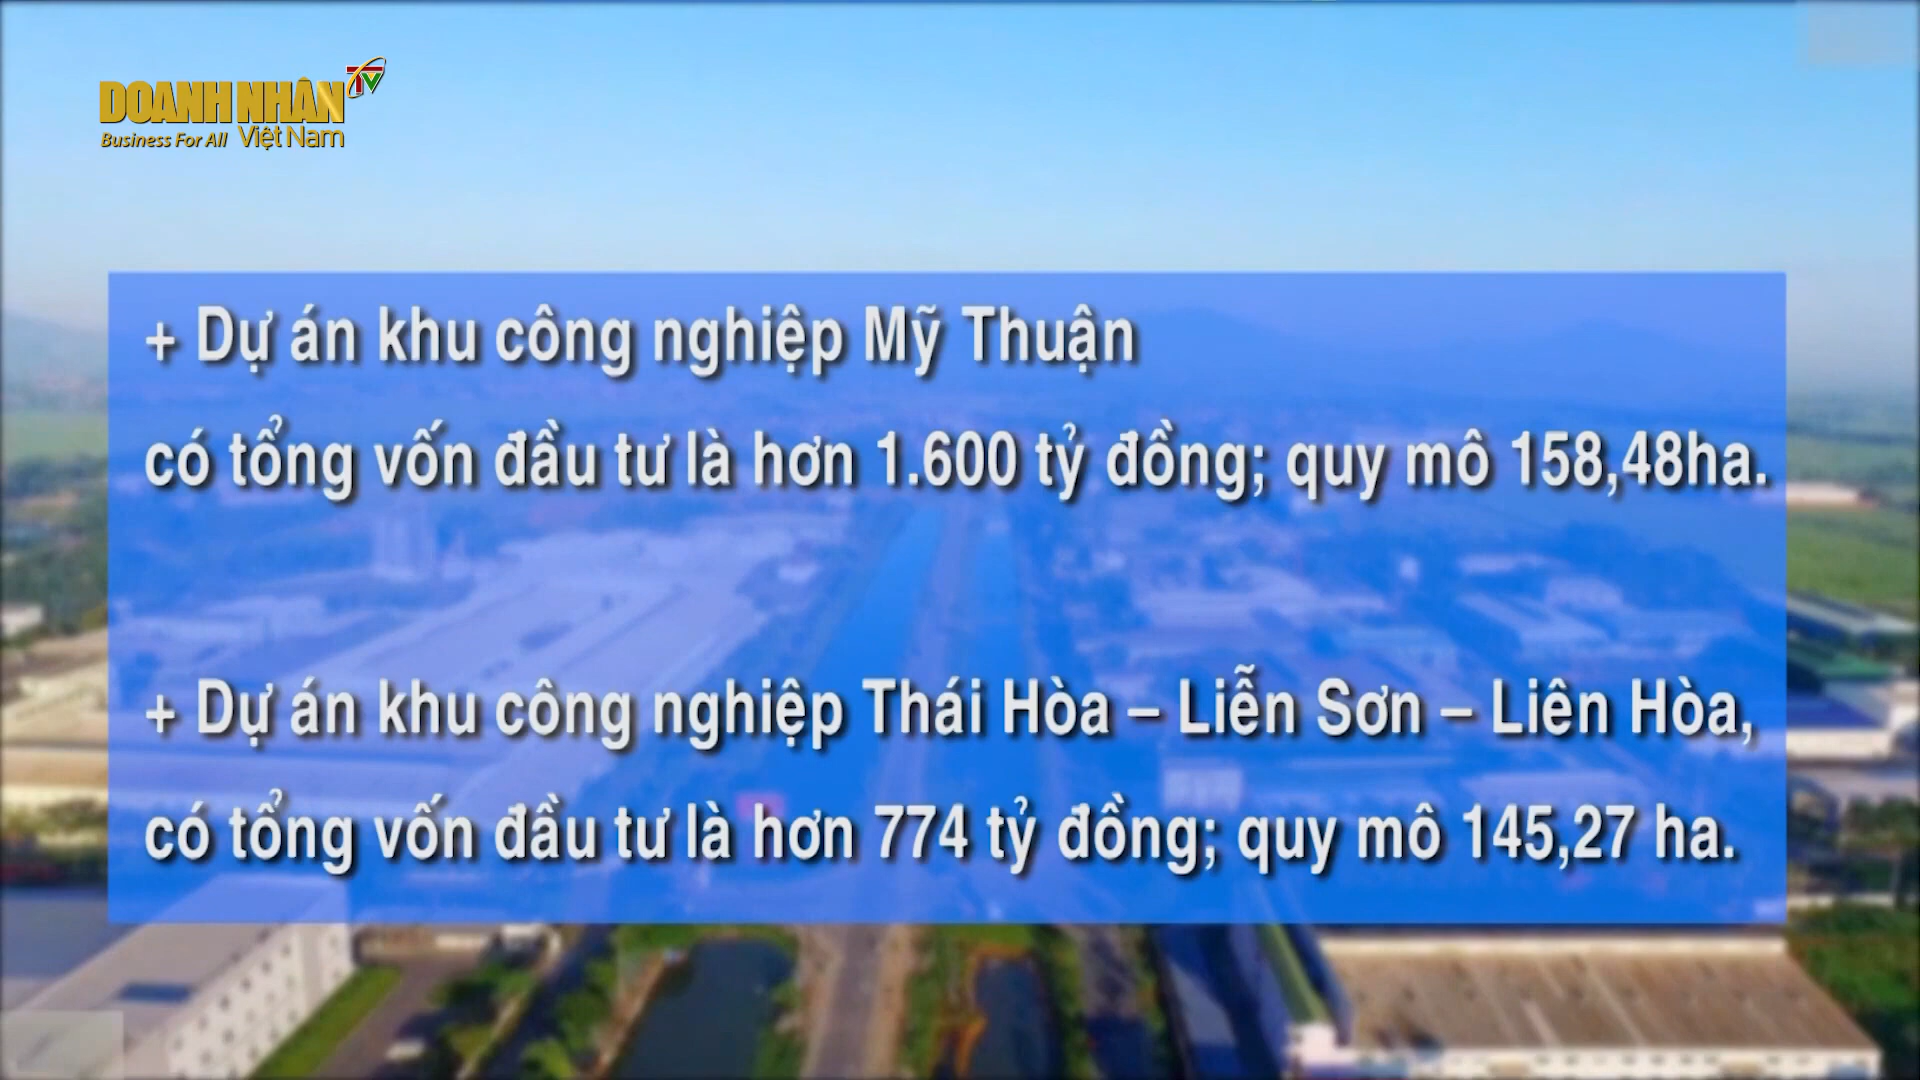 DOANH NHÂN TV
Business For All Việt Nam
+ Dự án khu công nghiệp Mỹ Thuận
có tổng vốn đầu tư là hơn 1.600 tỷ đồng; quy mô 158,48ha.
+ Dự án khu công nghiệp Thái Hòa – Liễn Sơn – Liên Hòa,
có tổng vốn đầu tư là hơn 774 tỷ đồng; quy mô 145,27 ha.